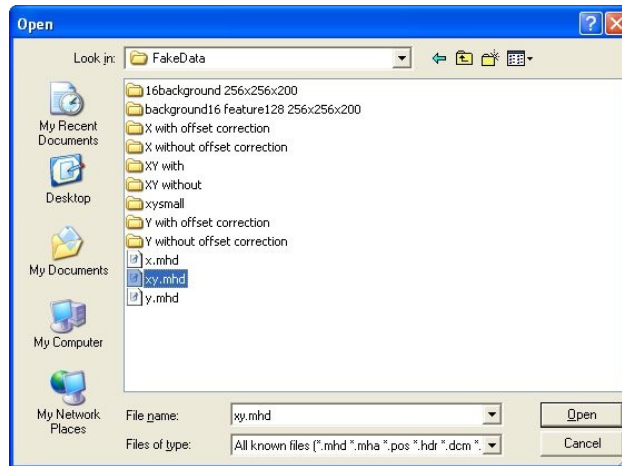 Open
Look in:
FakeData
My Recent
Documents
Desktop
My Documents
My Computer
My Network
Places
16background 256x256x200
background16 feature128 256x256x200
X with offset correction
X without offset correction
XY with
XY without
xysmall
Y with offset correction
Y without offset correction
x.mhd
xy.mhd
y.mhd
File name:
xy.mhd
Open
Files of type:
All known files (*.mhd *.mha *.pos *.hdr *.dcm *.
Cancel